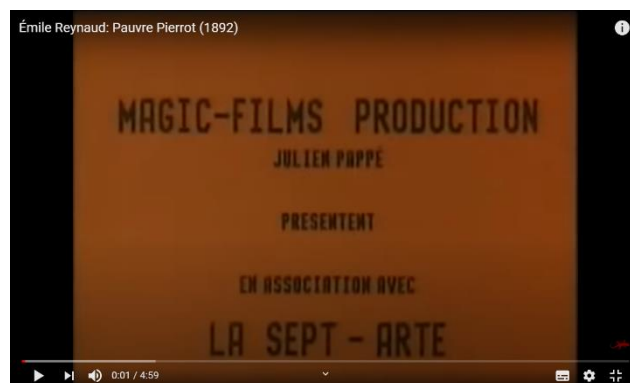 Émile Reynaud: Pauvre Pierrot (1892)
MAGIC-FILMS PRODUCTION
JULIEN PAPPÉ
PRESENTENT
EN ASSOCIATION AVEC
LA SEPT - ARTE
0:01 / 4:59